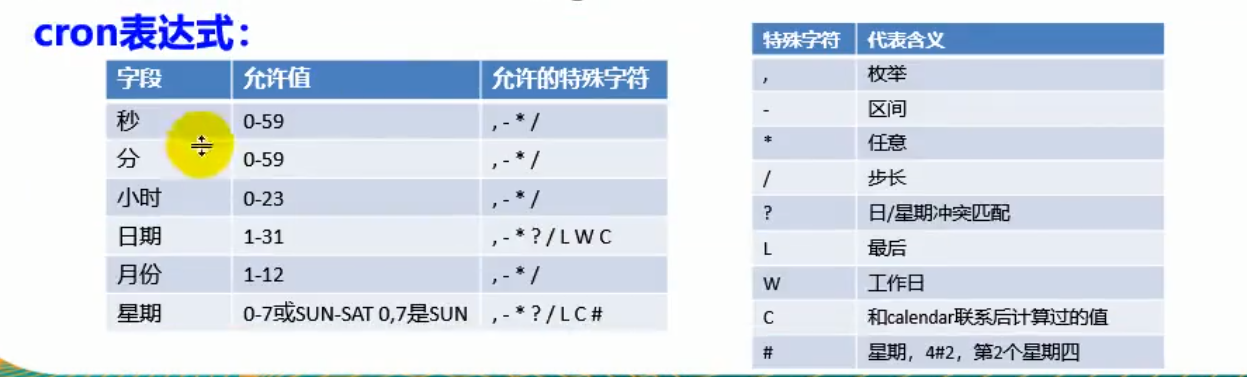 cron表达式：
字段 允许值 允许的特殊字符
秒 0-59 , - * /
分 0-59 , - * /
小时 0-23 , - * /
日期 1-31 , - * ? / L W C
月份 1-12 , - * /
星期 0-7或SUN-SAT 0,7是SUN , - * ? / L C #
特殊字符 代表含义
, 枚举
- 区间
* 任意
/ 步长
? 日/星期冲突匹配
L 最后
W 工作日
C 和calendar联系后计算过的值
# 星期，4#2，第2个星期四